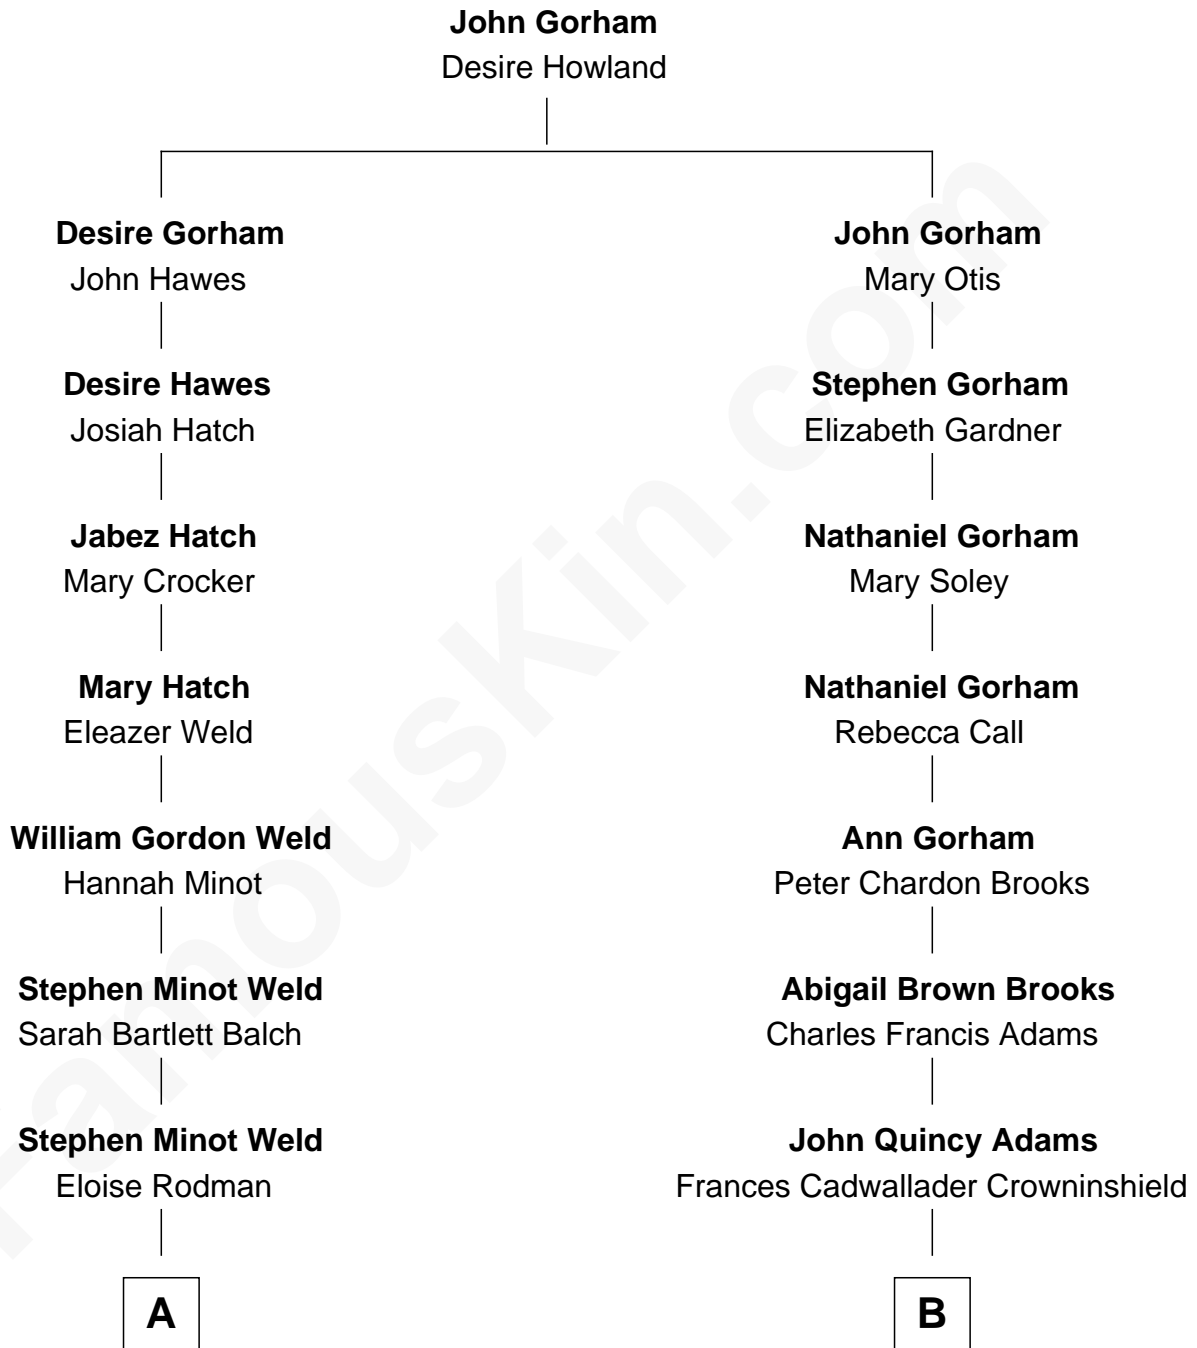 John Gorham
Desire Howland
Desire Gorham
John Hawes
John Gorham
Mary Otis
Desire Hawes
Josiah Hatch
Stephen Gorham
Elizabeth Gardner
Jabez Hatch
Mary Crocker
Nathaniel Gorham
Mary Soley
Mary Hatch
Eleazer Weld
Nathaniel Gorham
Rebecca Call
William Gordon Weld
Hannah Minot
Ann Gorham
Peter Chardon Brooks
Stephen Minot Weld
Sarah Bartlett Balch
Abigail Brown Brooks
Charles Francis Adams
Stephen Minot Weld
Eloise Rodman
John Quincy Adams
Frances Cadwallader Crowninshield
A
B
FamousKin.com